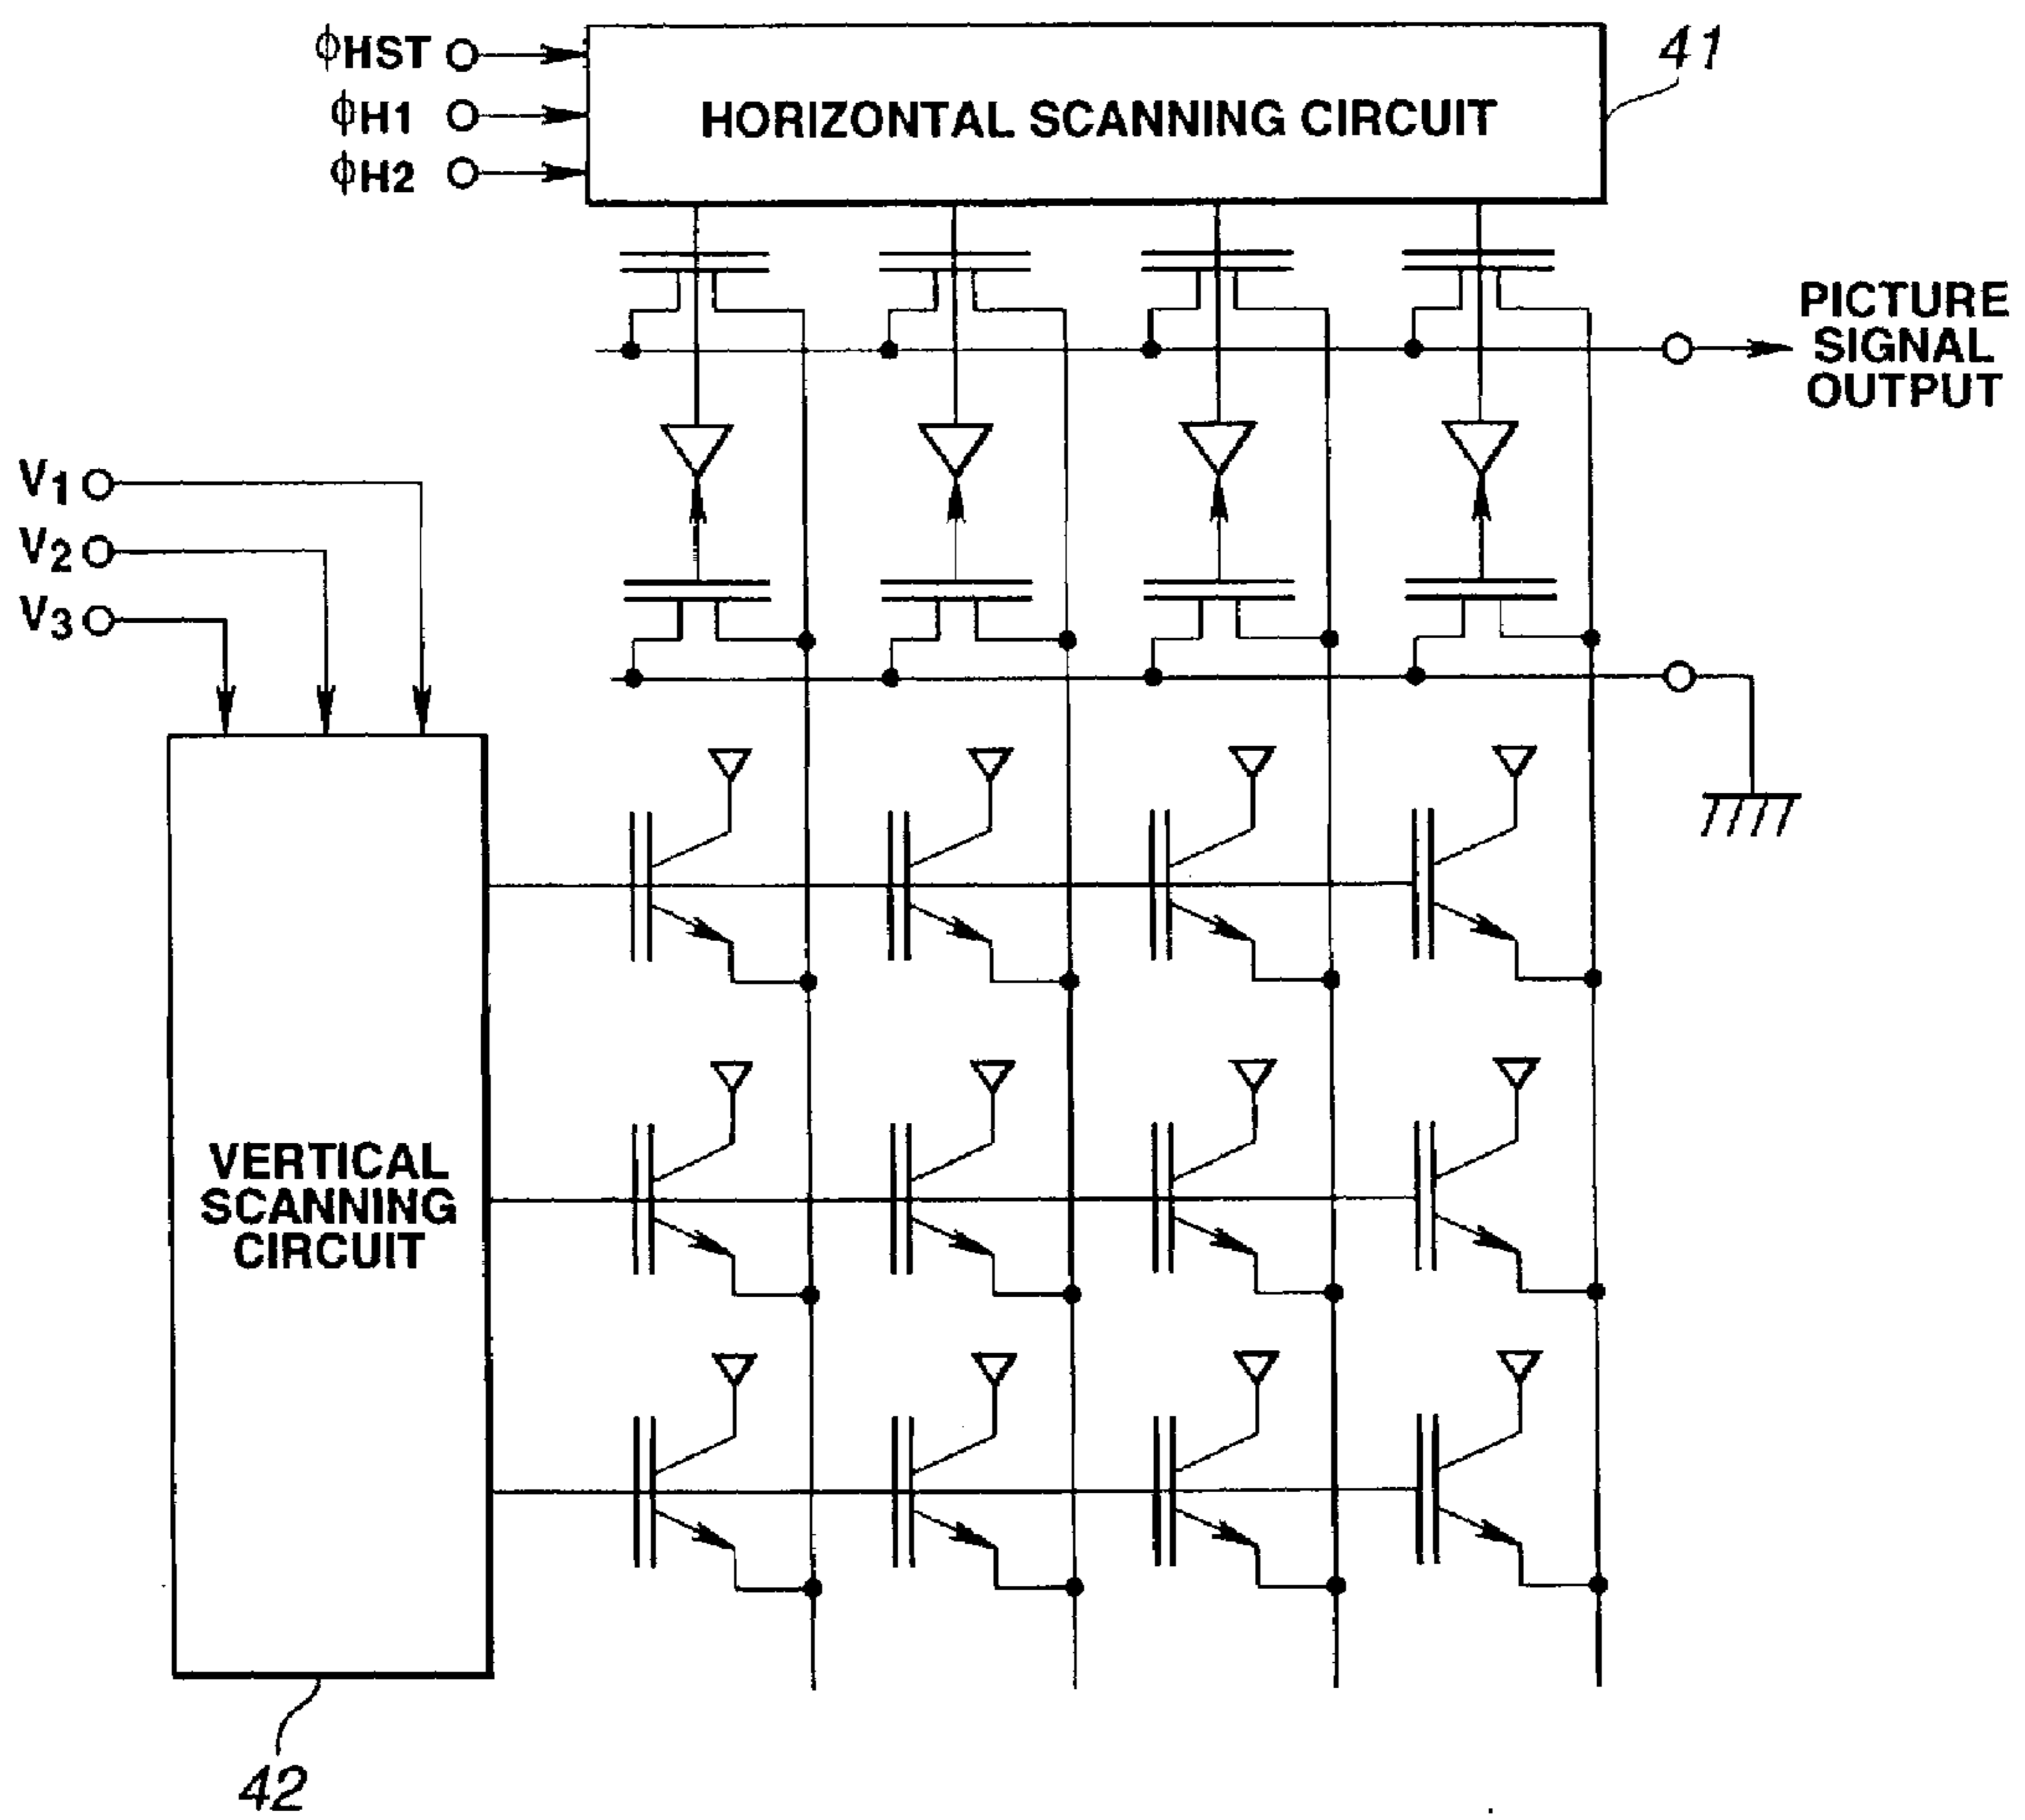 ϕHST
ϕH1
ϕH2
HORIZONTAL SCANNING CIRCUIT
41
PICTURE
SIGNAL
OUTPUT
V1
V2
V3
VERTICAL
SCANNING
CIRCUIT
42